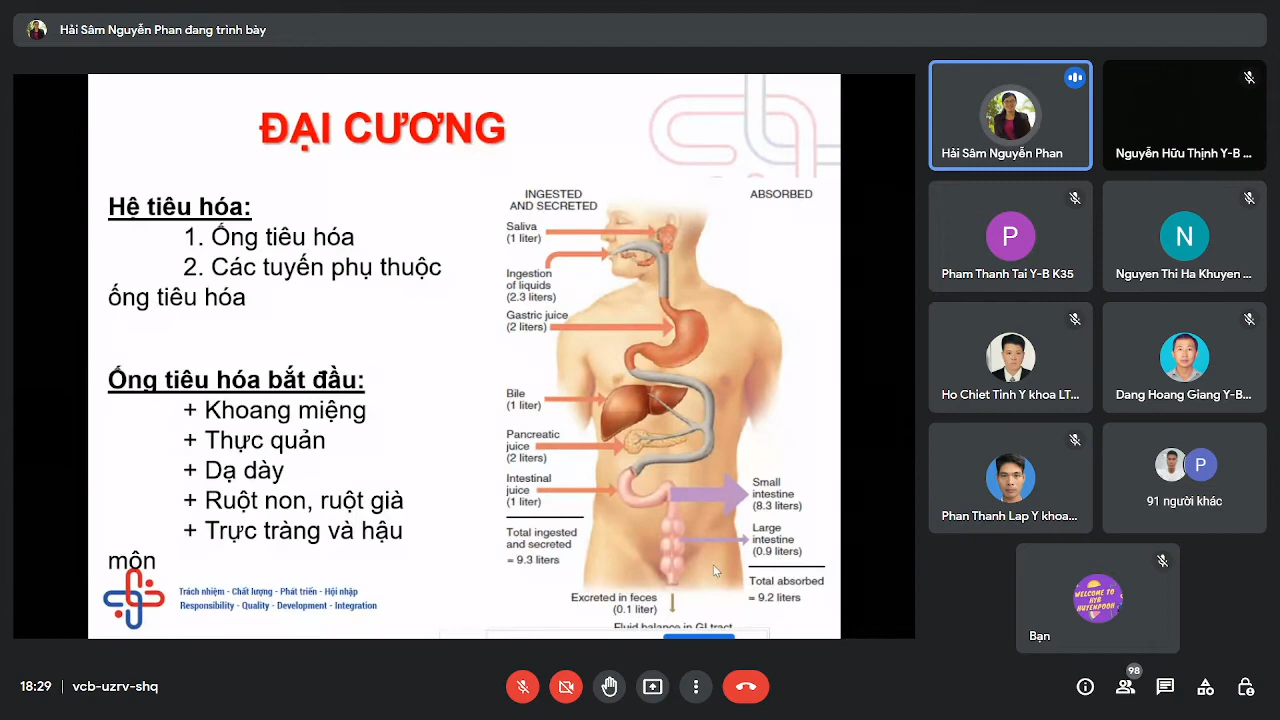 Hải Sâm Nguyễn Phan đang trình bày
ĐẠI CƯƠNG
Hệ tiêu hóa:
1. Ống tiêu hóa
2. Các tuyến phụ thuộc
ống tiêu hóa
Ống tiêu hóa bắt đầu:
+ Khoang miệng
+ Thực quản
+ Dạ dày
+ Ruột non, ruột già
+ Trực tràng và hậu
môn
Trách nhiệm - Chất lượng - Phát triển - Hội nhập
Responsibility - Quality - Development - Integration
INGESTED
AND SECRETED
ABSORBED
Saliva
(1 liter)
Ingestion
of liquids
(2.3 liters)
Gastric juice
(2 liters)
Bile
(1 liter)
Pancreatic
juice
(2 liters)
Intestinal
juice
(1 liter)
Total ingested
and secreted
= 9.3 liters
Small
intestine
(8.3 liters)
Large
intestine
(0.9 liters)
Total absorbed
= 9.2 liters
Excreted in feces
(0.1 liter)
Fluid balance in GI tract
Hải Sâm Nguyễn Phan
Nguyễn Hữu Thịnh Y-B ...
P
Pham Thanh Tai Y-B K35
N
Nguyen Thi Ha Khuyen ...
Ho Chiet Tinh Y khoa LT...
Dang Hoang Giang Y-B...
Phan Thanh Lap Y khoa...
P
91 người khác
WELCOME TO
BYB
HUYENPOOH
Bạn
18:29 | vcb-uzrv-shq
98